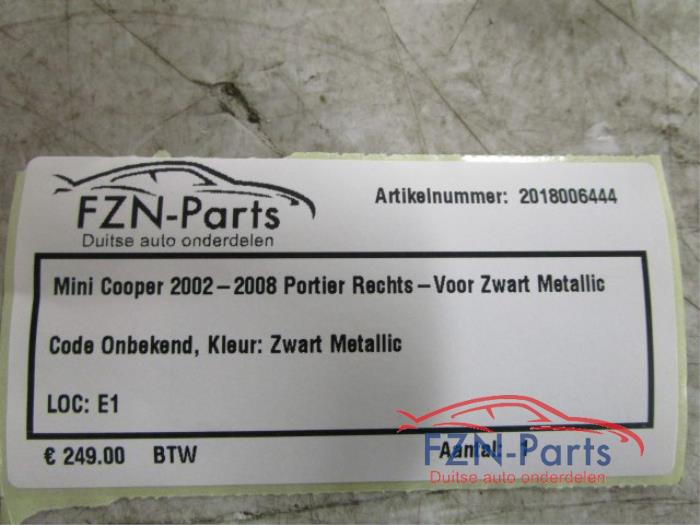 FZN-Parts
Duitse auto onderdelen
Artikelnummer: 2018006444
Mini Cooper 2002-2008 Portier Rechts-Voor Zwart Metallic
Code Onbekend, Kleur: Zwart Metallic
LOC: E1
€ 249.00 BTW Aantal: 1
FZN-Parts
Duitse auto onderdelen